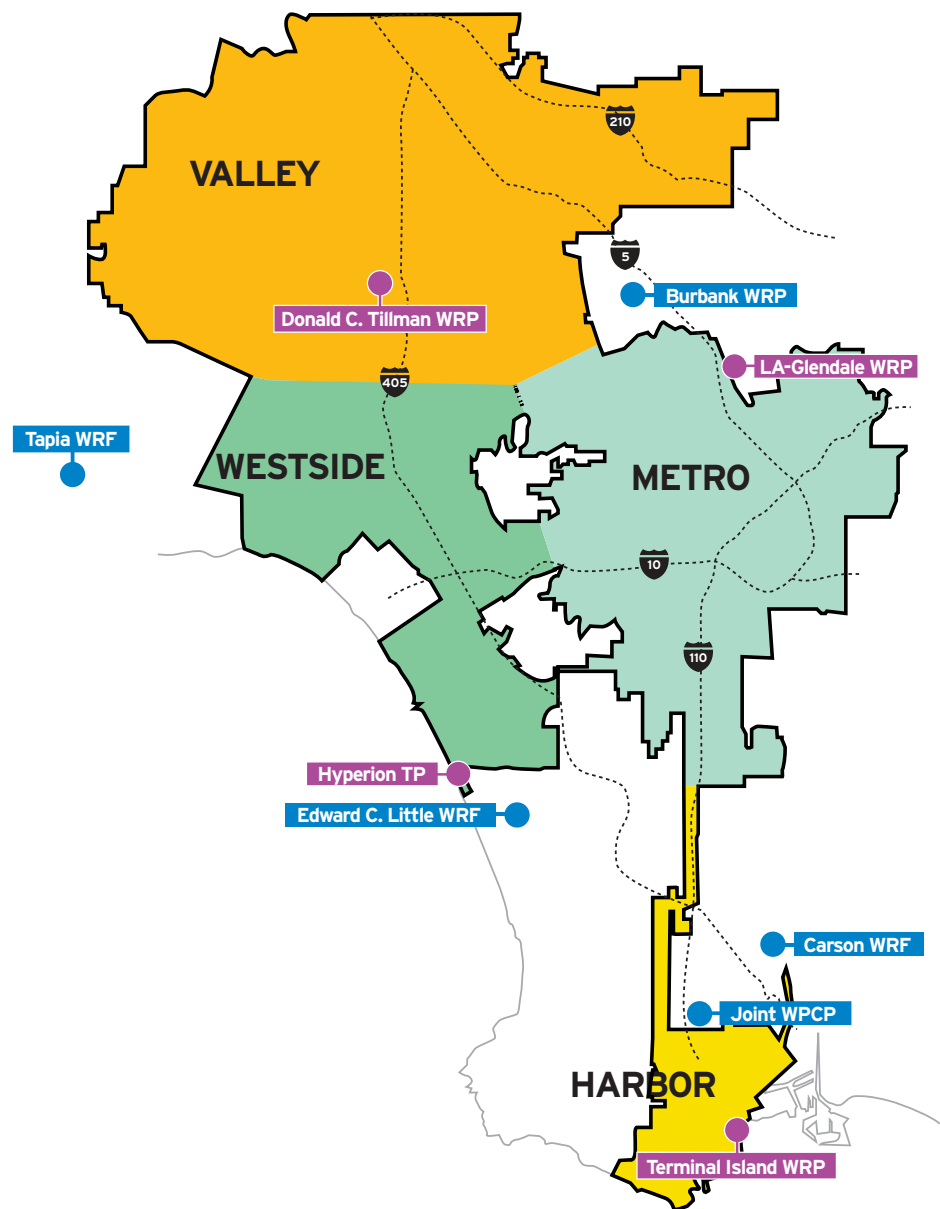 210
VALLEY
5
Donald C. Tillman WRP
Burbank WRP
LA-Glendale WRP
405
Tapia WRF
WESTSIDE
METRO
10
110
Hyperion TP
Edward C. Little WRF
Carson WRF
Joint WPCP
HARBOR
Terminal Island WRP